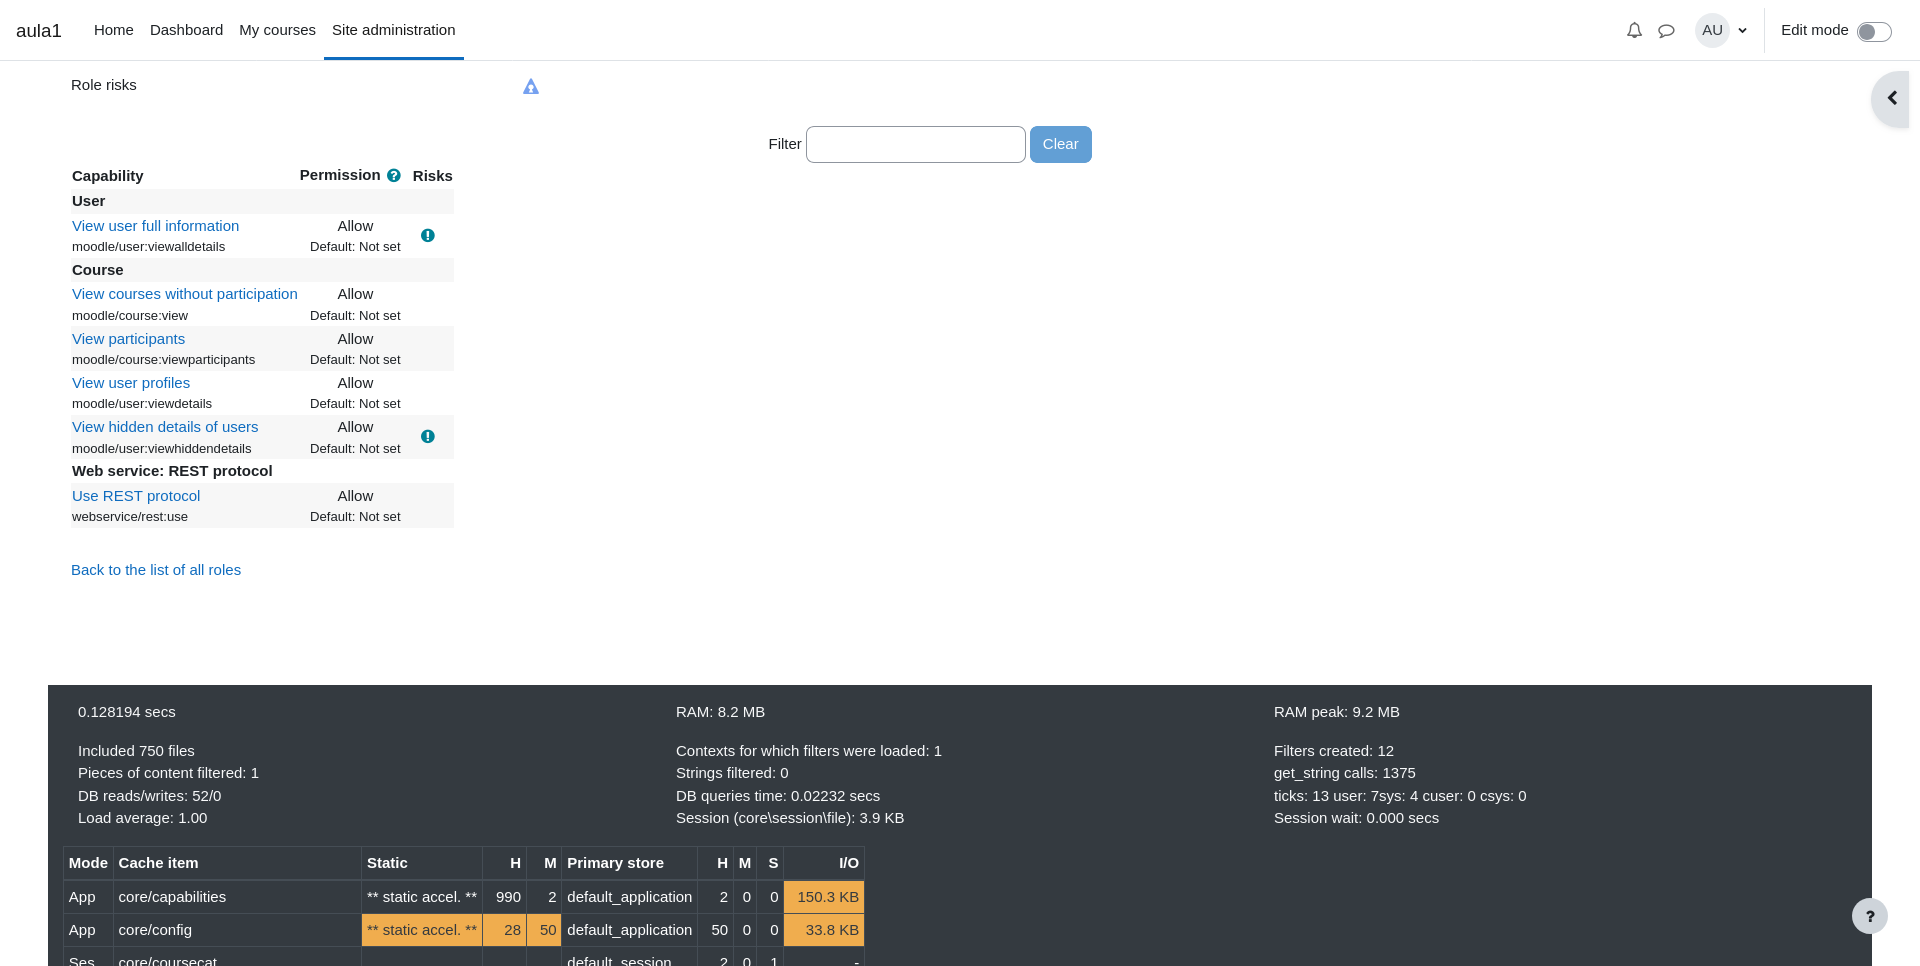 aula1 Home Dashboard My courses Site administration AU Edit mode
Role risks
Filter Clear
Capability Permission Risks
User
View user full information Allow
moodle/user:viewalldetails Default: Not set
Course
View courses without participation Allow
moodle/course:view Default: Not set
View participants Allow
moodle/course:viewparticipants Default: Not set
View user profiles Allow
moodle/user:viewdetails Default: Not set
View hidden details of users Allow
moodle/user:viewhiddendetails Default: Not set
Web service: REST protocol
Use REST protocol Allow
webservice/rest:use Default: Not set
Back to the list of all roles
0.128194 secs RAM: 8.2 MB RAM peak: 9.2 MB
Included 750 files Contexts for which filters were loaded: 1 Filters created: 12
Pieces of content filtered: 1 Strings filtered: 0 get_string calls: 1375
DB reads/writes: 52/0 DB queries time: 0.02232 secs ticks: 13 user: 7sys: 4 cuser: 0 csys: 0
Load average: 1.00 Session (core\session\file): 3.9 KB Session wait: 0.000 secs
Mode Cache item Static H M Primary store H M S I/O
App core/capabilities ** static accel. ** 990 2 default_application 2 0 0 150.3 KB
App core/config ** static accel. ** 28 50 default_application 50 0 0 33.8 KB
Ses core/coursecat default_session 2 0 1 -